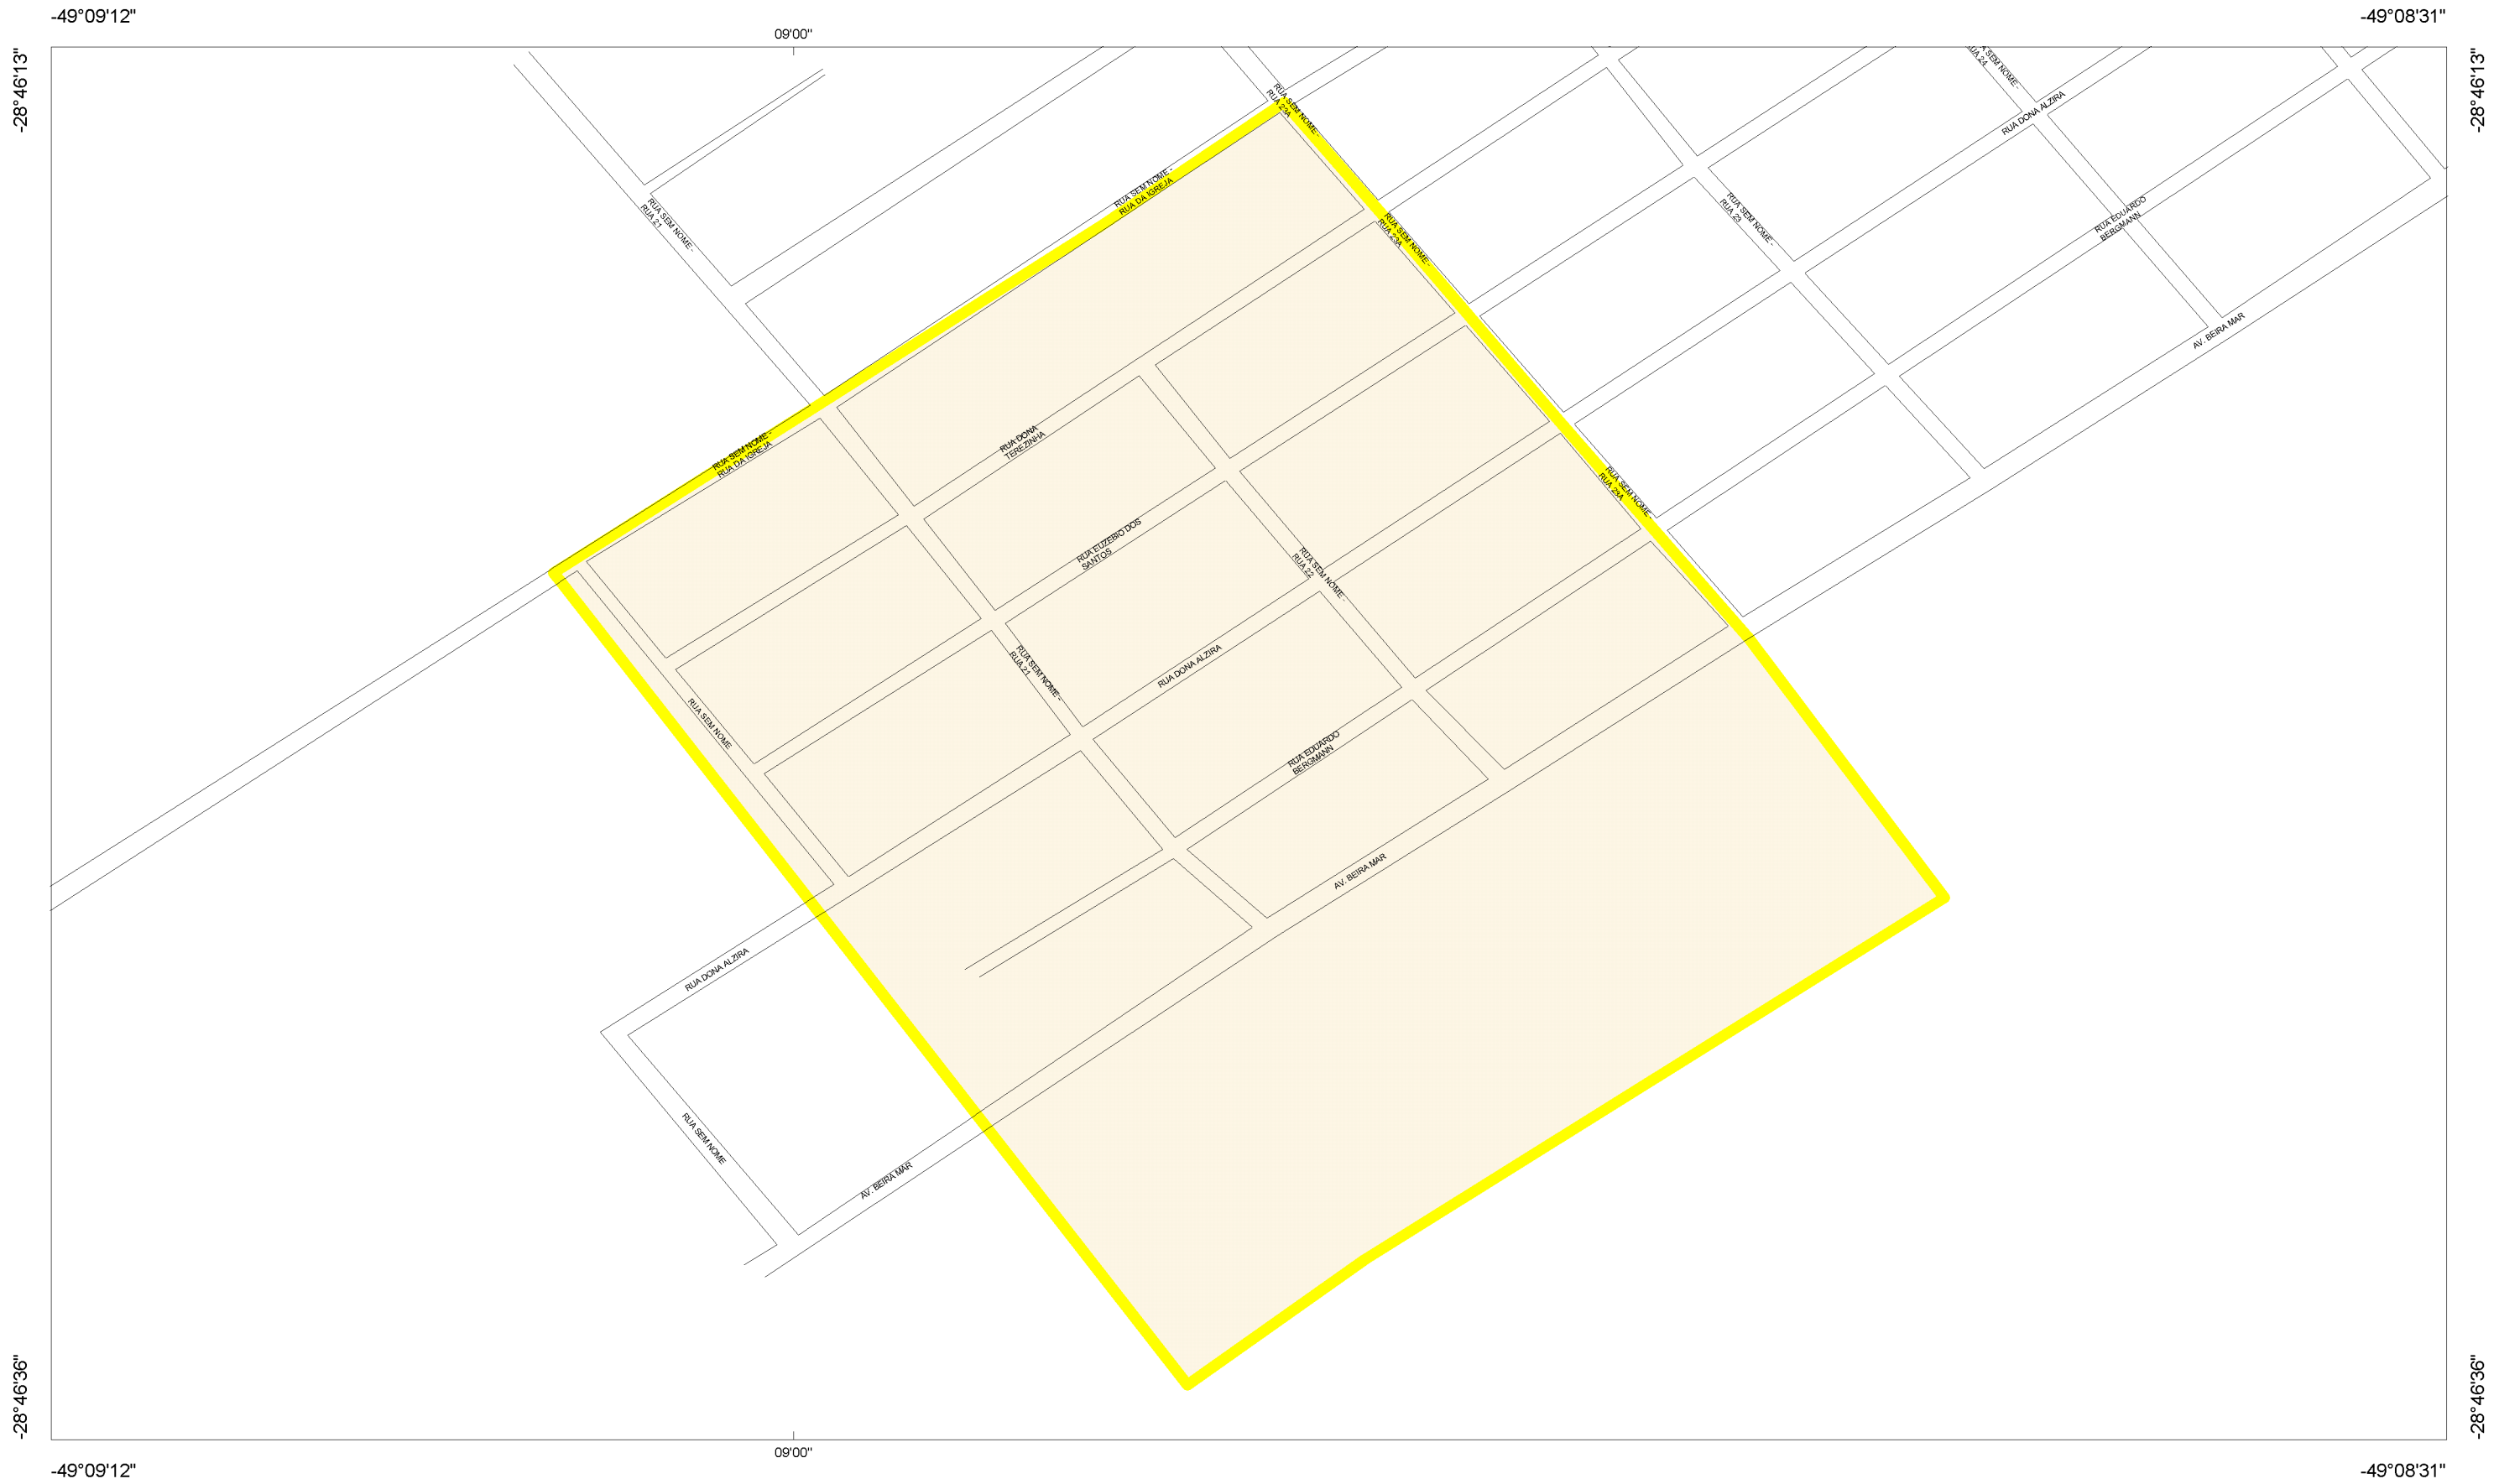 -49°09'12"
-49°08'31"
09'00"
-28°46'13"
-28°46'13"
RUA SEM NOME -
RUA 24
RUA SEM NOME -
RUA 23A
RUA DONA ALZIRA
RUA SEM NOME -
RUA DA IGREJA
RUA SEM NOME -
RUA 21
RUA SEM NOME -
RUA 23
RUA SEM NOME -
RUA 23A
RUA EDUARDO
BERGMANN
AV. BEIRA MAR
RUA SEM NOME -
RUA DA IGREJA
RUA DONA
TEREZINHA
RUA SEM NOME -
RUA 23A
RUA EUZEBIO DOS
SANTOS
RUA SEM NOME -
RUA 22
RUA SEM NOME -
RUA 21
RUA DONA ALZIRA
RUA SEM NOME
RUA EDUARDO
BERGMANN
AV. BEIRA MAR
RUA DONA ALZIRA
RUA SEM NOME
AV. BEIRA MAR
-28°46'36"
-28°46'36"
09'00"
-49°09'12"
-49°08'31"